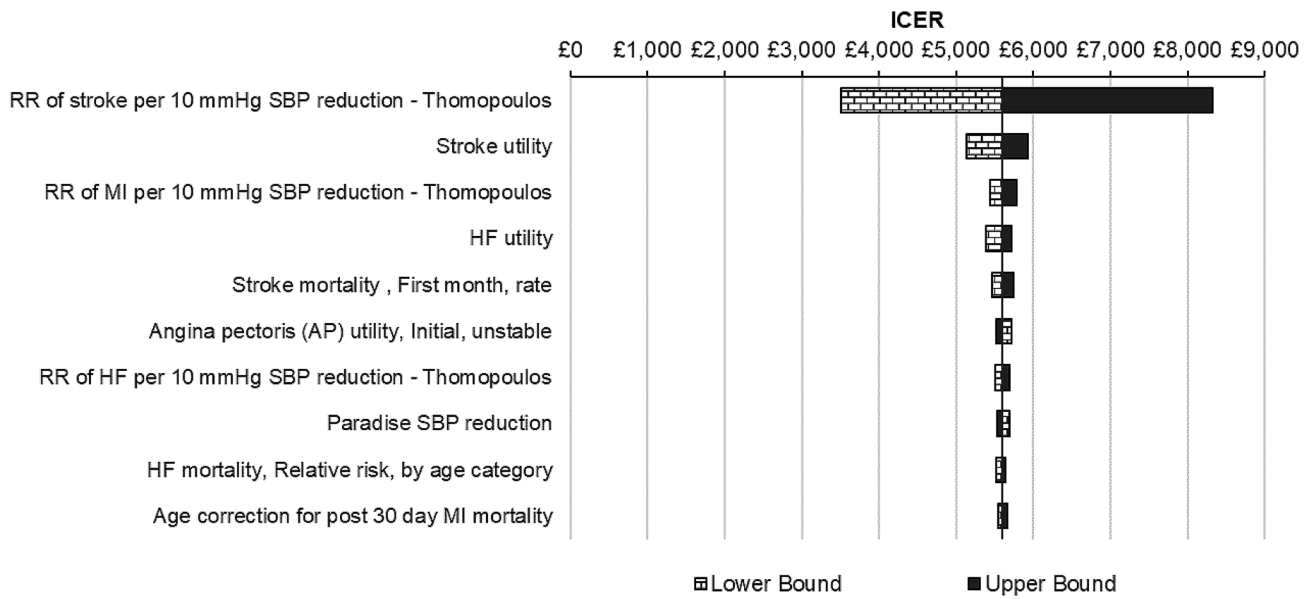 ICER
£0 £1,000 £2,000 £3,000 £4,000 £5,000 £6,000 £7,000 £8,000 £9,000
RR of stroke per 10 mmHg SBP reduction - Thomopoulos
Stroke utility
RR of MI per 10 mmHg SBP reduction - Thomopoulos
HF utility
Stroke mortality , First month, rate
Angina pectoris (AP) utility, Initial, unstable
RR of HF per 10 mmHg SBP reduction - Thomopoulos
Paradise SBP reduction
HF mortality, Relative risk, by age category
Age correction for post 30 day MI mortality
Lower Bound Upper Bound